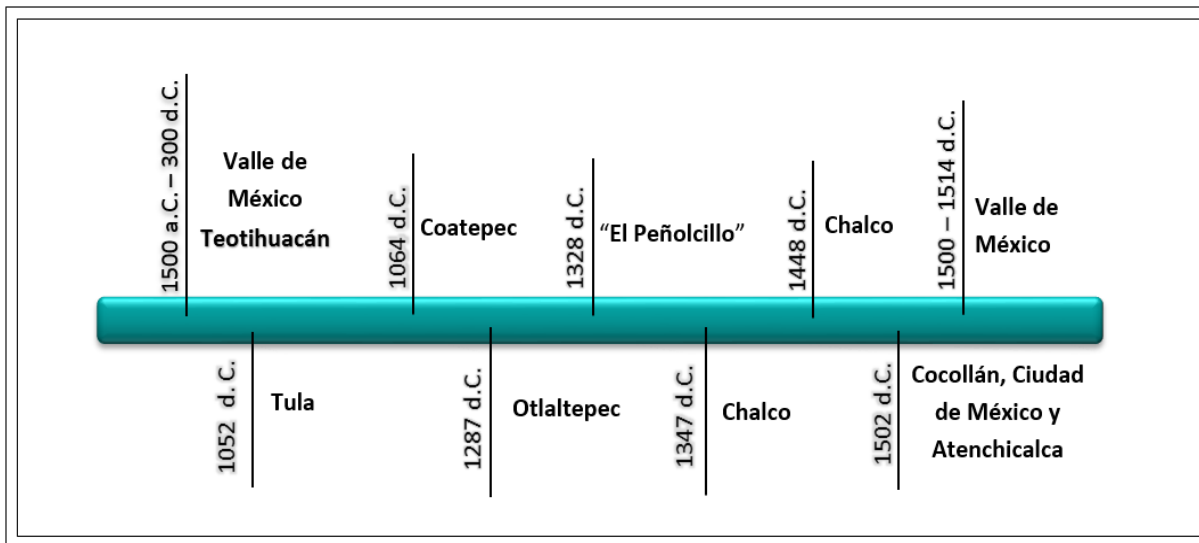 1500 a.C. – 300 d.C.
Valle de
México
Teotihuacán
1052 d. C.
Tula
1064 d.C.
Coatepec
1287 d.C.
Otlaltepec
1328 d.C.
“El Peñolcillo”
1347 d.C.
Chalco
1448 d.C.
Chalco
1502 d.C.
Cocollán, Ciudad
de México y
Atenchicalca
1500 – 1514 d.C.
Valle de
México